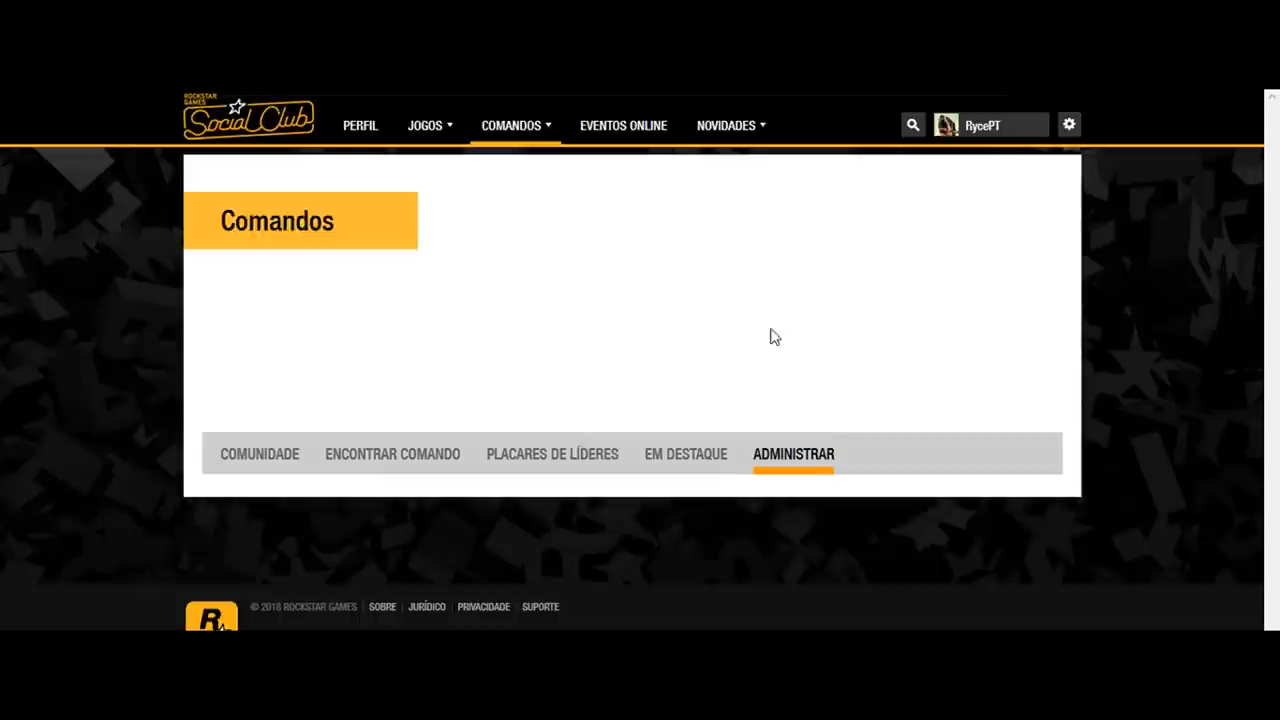 ROCKSTAR
GAMES
Social Club
PERFIL JOGOS COMANDOS EVENTOS ONLINE NOVIDADES RycePT
Comandos
COMUNIDADE ENCONTRAR COMANDO PLACARES DE LÍDERES EM DESTAQUE ADMINISTRAR
R © 2018 ROCKSTAR GAMES SOBRE JURÍDICO PRIVACIDADE SUPORTE